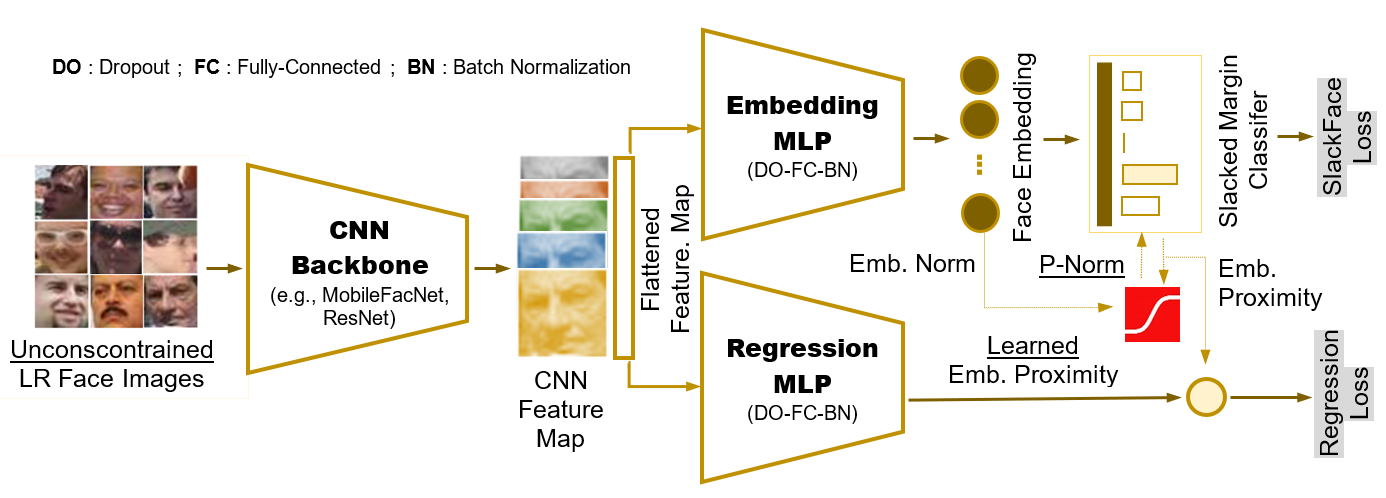 DO : Dropout ; FC : Fully-Connected ; BN : Batch Normalization
Unconscontrained
LR Face Images
CNN
Backbone
(e.g., MobileFacNet,
ResNet)
CNN
Feature
Map
Flattened
Feature. Map
Embedding
MLP
(DO-FC-BN)
Regression
MLP
(DO-FC-BN)
Face Embedding
Emb. Norm
P-Norm
Slacked Margin
Classifer
Emb.
Proximity
Learned
Emb. Proximity
SlackFace
Loss
Regression
Loss